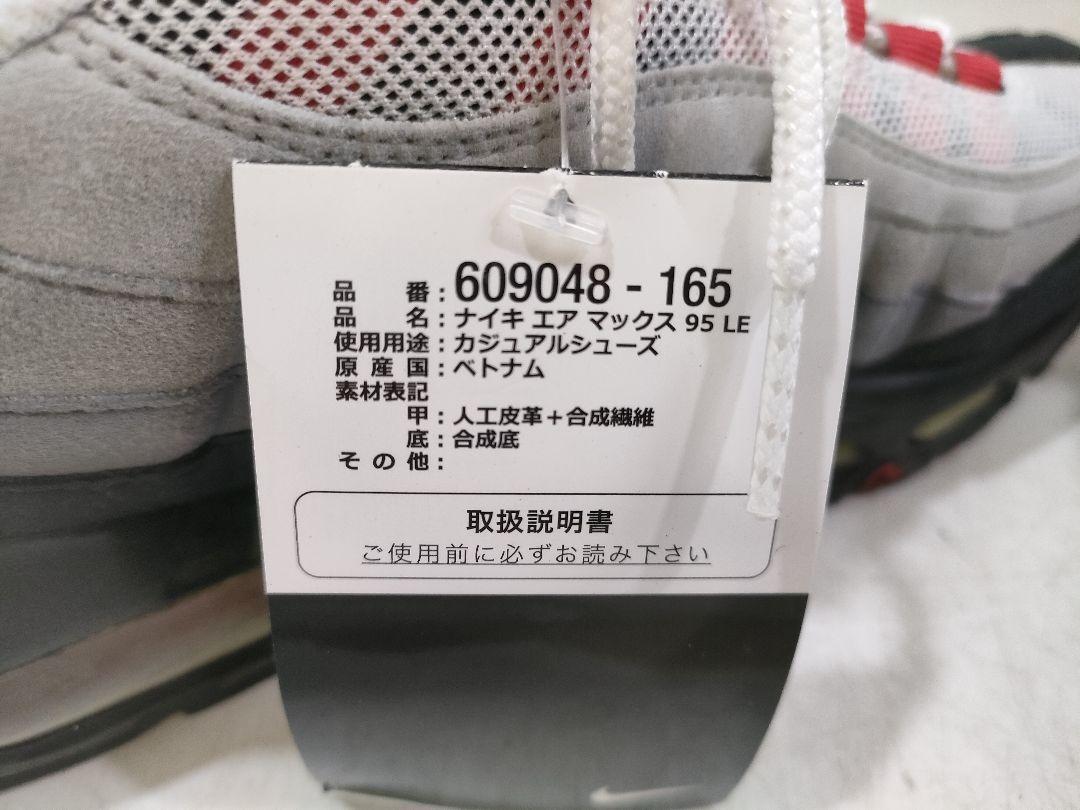 品番：609048 - 165
品名：ナイキ エア マックス 95 LE
使用用途：カジュアルシューズ
原産国：ベトナム
素材表記
甲：人工皮革＋合成繊維
底：合成底
その他：
取扱説明書
ご使用前に必ずお読み下さい